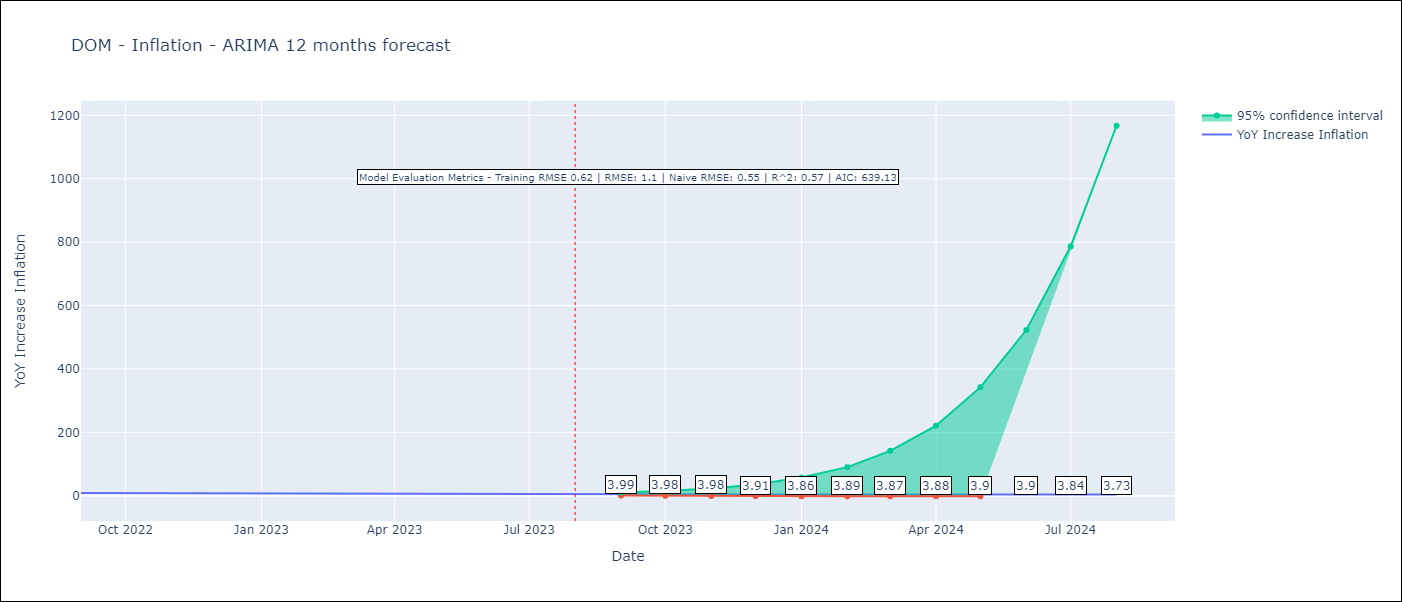 DOM - Inflation - ARIMA 12 months forecast
95% confidence interval
YoY Increase Inflation
Model Evaluation Metrics - Training RMSE 0.62 | RMSE: 1.1 | Naive RMSE: 0.55 | R^2: 0.57 | AIC: 639.13
YoY Increase Inflation
1200
1000
800
600
400
200
0
3.99 3.98 3.98 3.91 3.86 3.89 3.87 3.88 3.9 3.9 3.84 3.73
Oct 2022 Jan 2023 Apr 2023 Jul 2023 Oct 2023 Jan 2024 Apr 2024 Jul 2024
Date